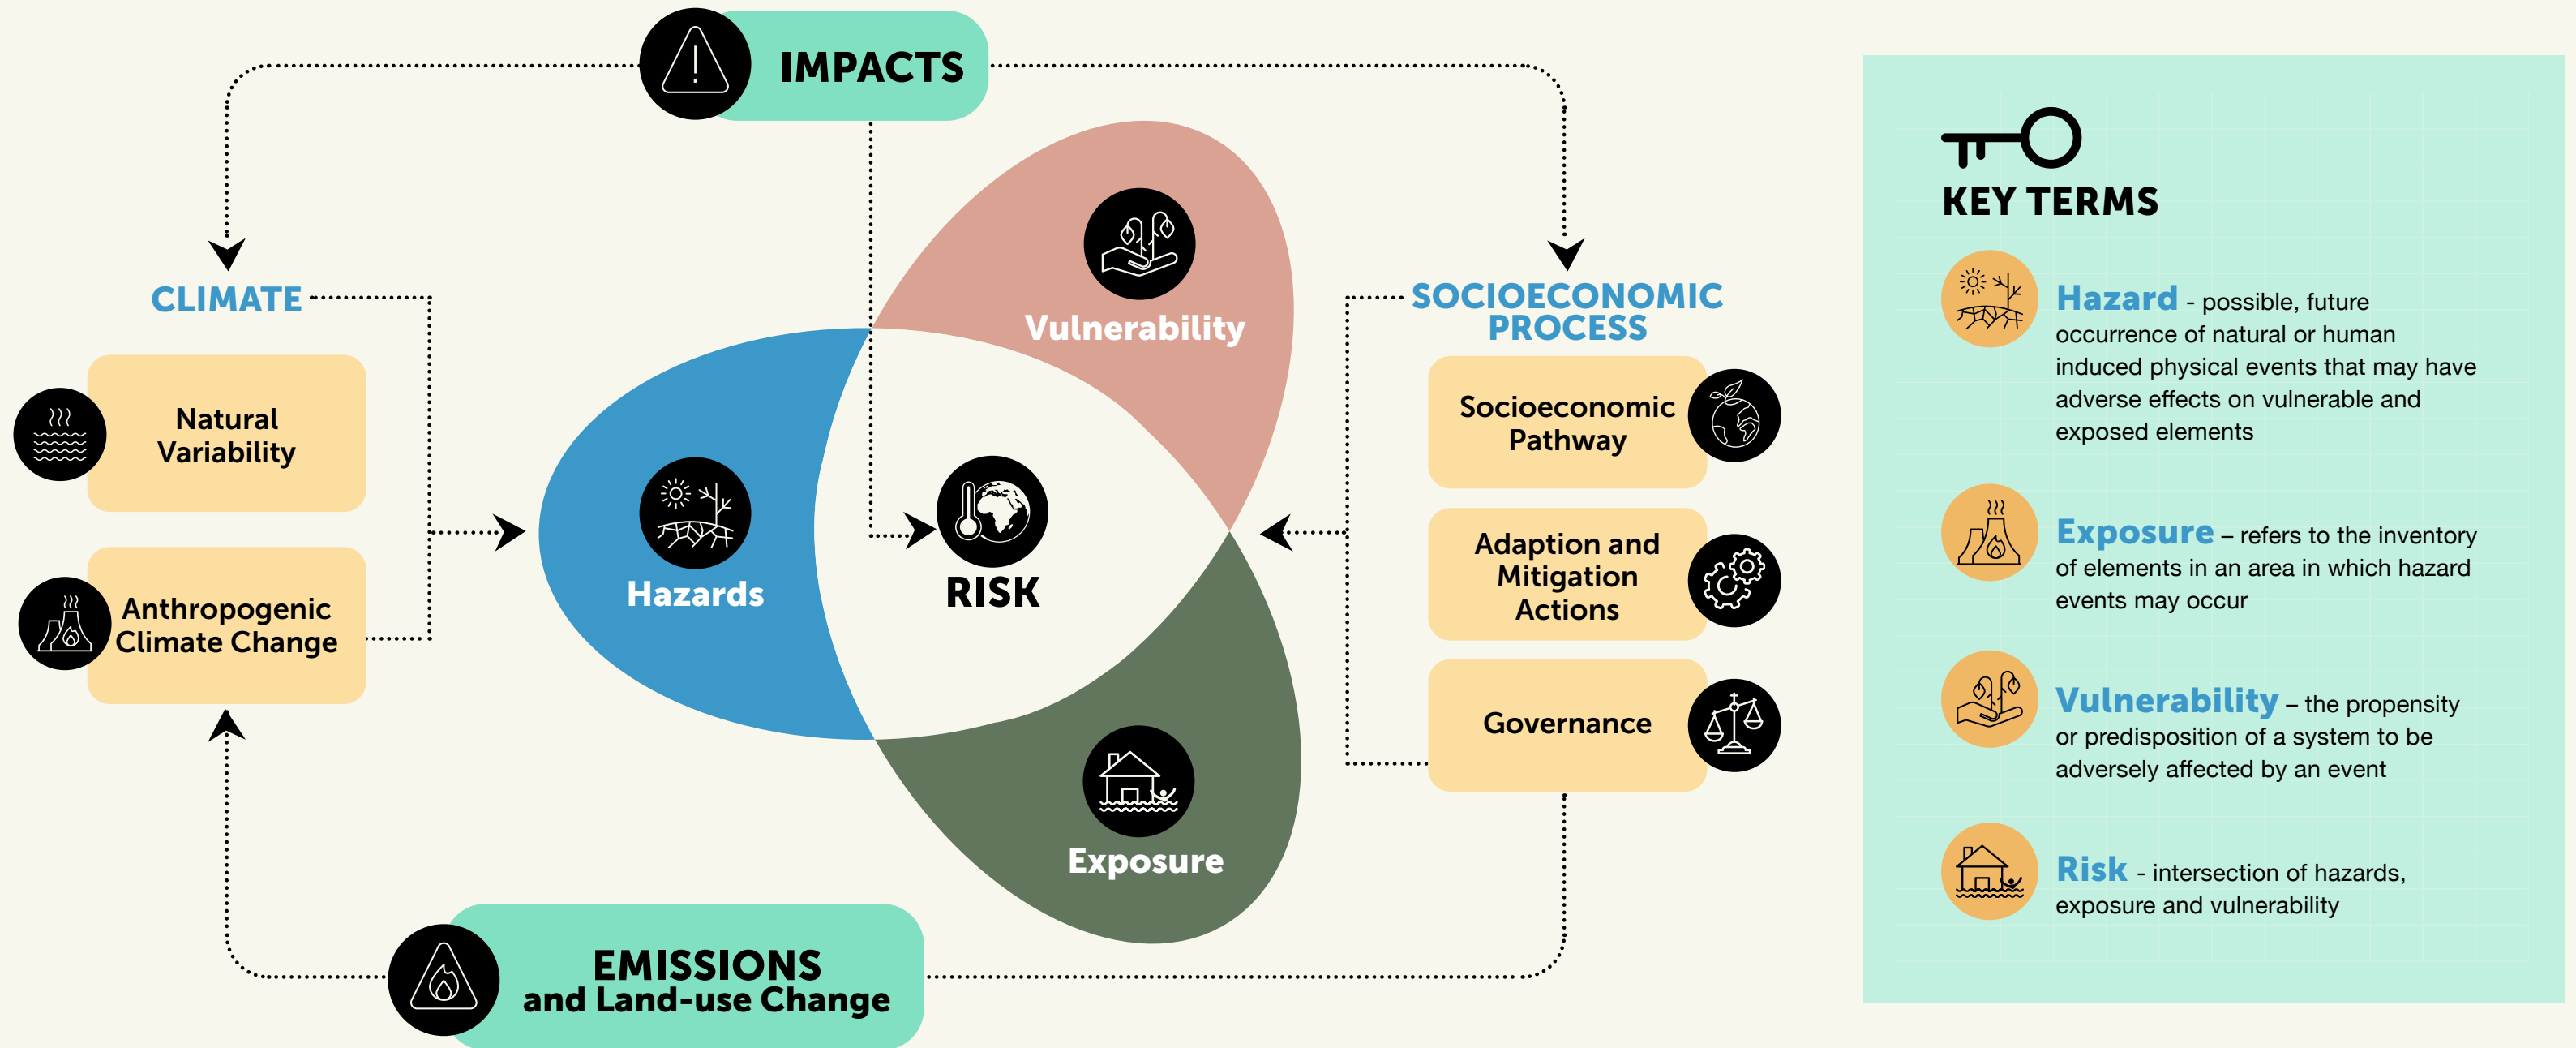 IMPACTS
CLIMATE
Natural
Variability
Anthropogenic
Climate Change
Vulnerability
Hazards
RISK
Exposure
SOCIOECONOMIC
PROCESS
Socioeconomic
Pathway
Adaption and
Mitigation
Actions
Governance
EMISSIONS
and Land-use Change
KEY TERMS
Hazard - possible, future
occurrence of natural or human
induced physical events that may have
adverse effects on vulnerable and
exposed elements
Exposure – refers to the inventory
of elements in an area in which hazard
events may occur
Vulnerability – the propensity
or predisposition of a system to be
adversely affected by an event
Risk - intersection of hazards,
exposure and vulnerability